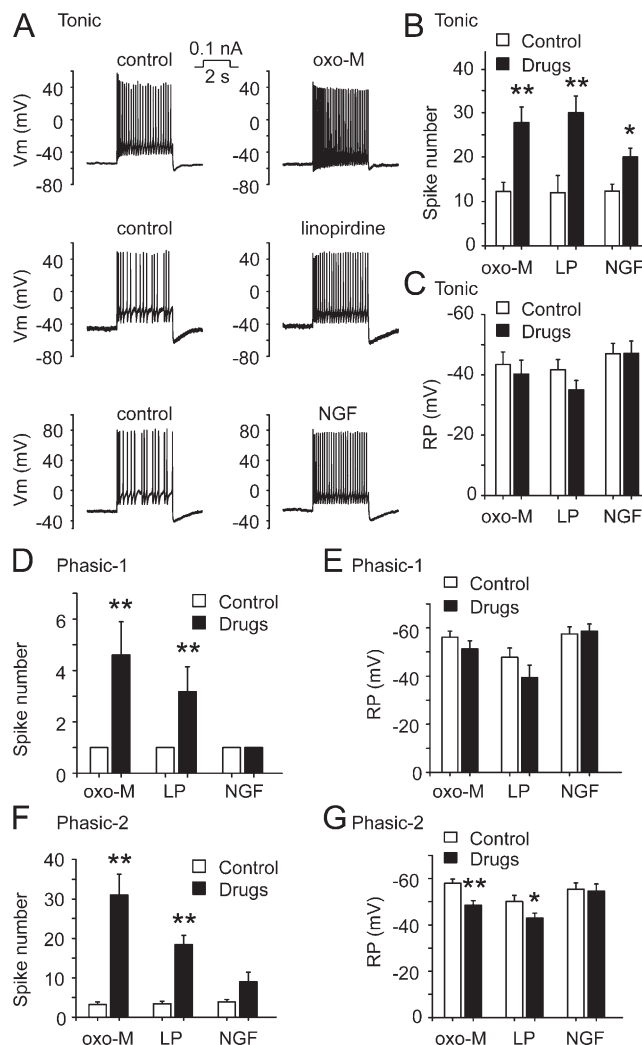 A Tonic
control
0.1 nA
2 s
oxo-M
Vm (mV)
40
0
-40
-80
40
0
-40
-80
control
linopirdine
Vm (mV)
40
0
-40
-80
40
0
-40
-80
control
NGF
Vm (mV)
80
40
0
-40
80
40
0
-40
B Tonic
Control
Drugs
Spike number
40
30
20
10
0
** ** *
oxo-M LP NGF
C Tonic
Control
Drugs
RP (mV)
-60
-40
-20
0
oxo-M LP NGF
D Phasic-1
Control
Drugs
Spike number
6
4
2
0
** **
oxo-M LP NGF
E Phasic-1
Control
Drugs
RP (mV)
-60
-40
-20
0
oxo-M LP NGF
F Phasic-2
Control
Drugs
Spike number
40
30
20
10
0
** **
oxo-M LP NGF
G Phasic-2
Control
Drugs
RP (mV)
-60
-40
-20
0
** *
oxo-M LP NGF